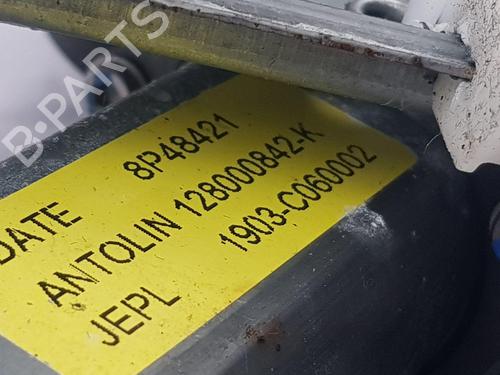 B-PARTS
DATE 8P48421
ANTOLIN 128000842-K
JEPL 1903-C060002